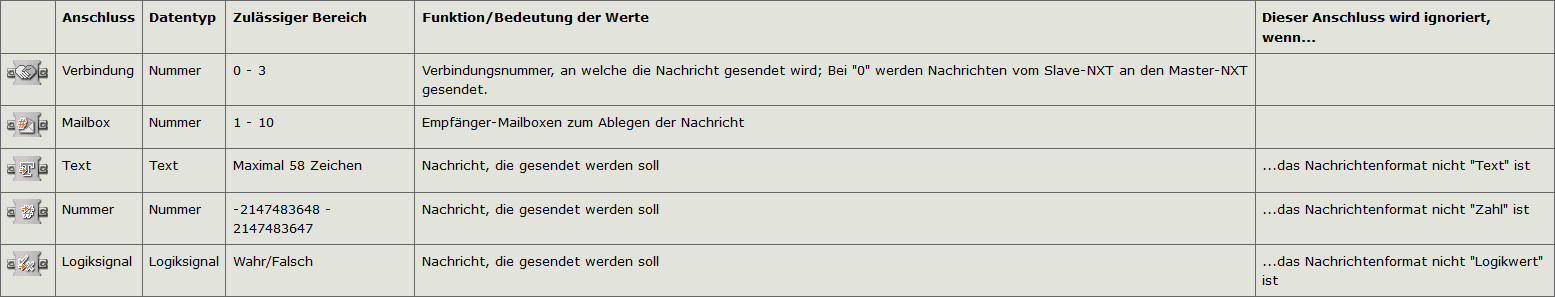 Anschluss Datentyp Zulässiger Bereich Funktion/Bedeutung der Werte Dieser Anschluss wird ignoriert,
wenn...
Verbindung Nummer 0 - 3 Verbindungsnummer, an welche die Nachricht gesendet wird; Bei "0" werden Nachrichten vom Slave-NXT an den Master-NXT
gesendet.
Mailbox Nummer 1 - 10 Empfänger-Mailboxen zum Ablegen der Nachricht
Text Text Maximal 58 Zeichen Nachricht, die gesendet werden soll ...das Nachrichtenformat nicht "Text" ist
Nummer Nummer -2147483648 - Nachricht, die gesendet werden soll ...das Nachrichtenformat nicht "Zahl" ist
2147483647
Logiksignal Logiksignal Wahr/Falsch Nachricht, die gesendet werden soll ...das Nachrichtenformat nicht "Logikwert"
ist